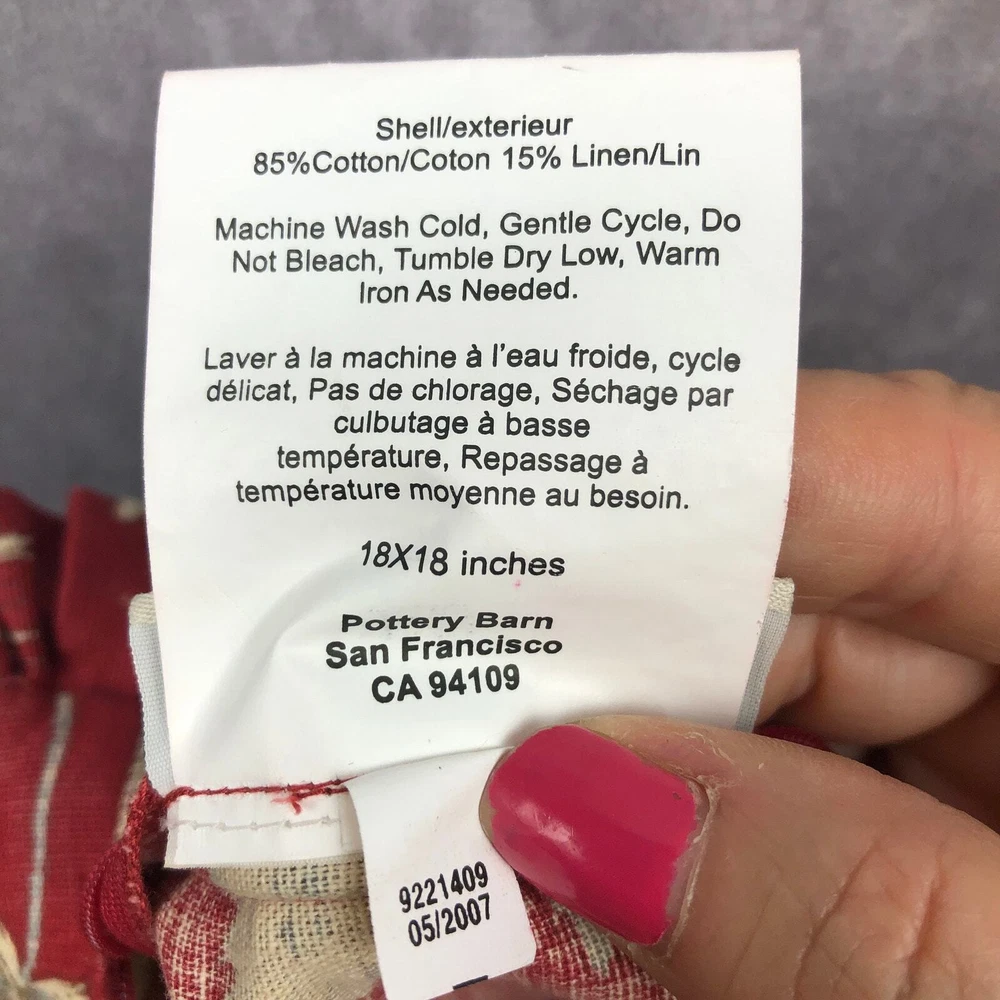 Shell/exterieur
85%Cotton/Coton 15% Linen/Lin
Machine Wash Cold, Gentle Cycle, Do
Not Bleach, Tumble Dry Low, Warm
Iron As Needed.
Laver à la machine à l'eau froide, cycle
délicat, Pas de chlorage, Séchage par
culbutage à basse
température, Repassage à
température moyenne au besoin.
18X18 inches
Pottery Barn
San Francisco
CA 94109
9221409
05/2007